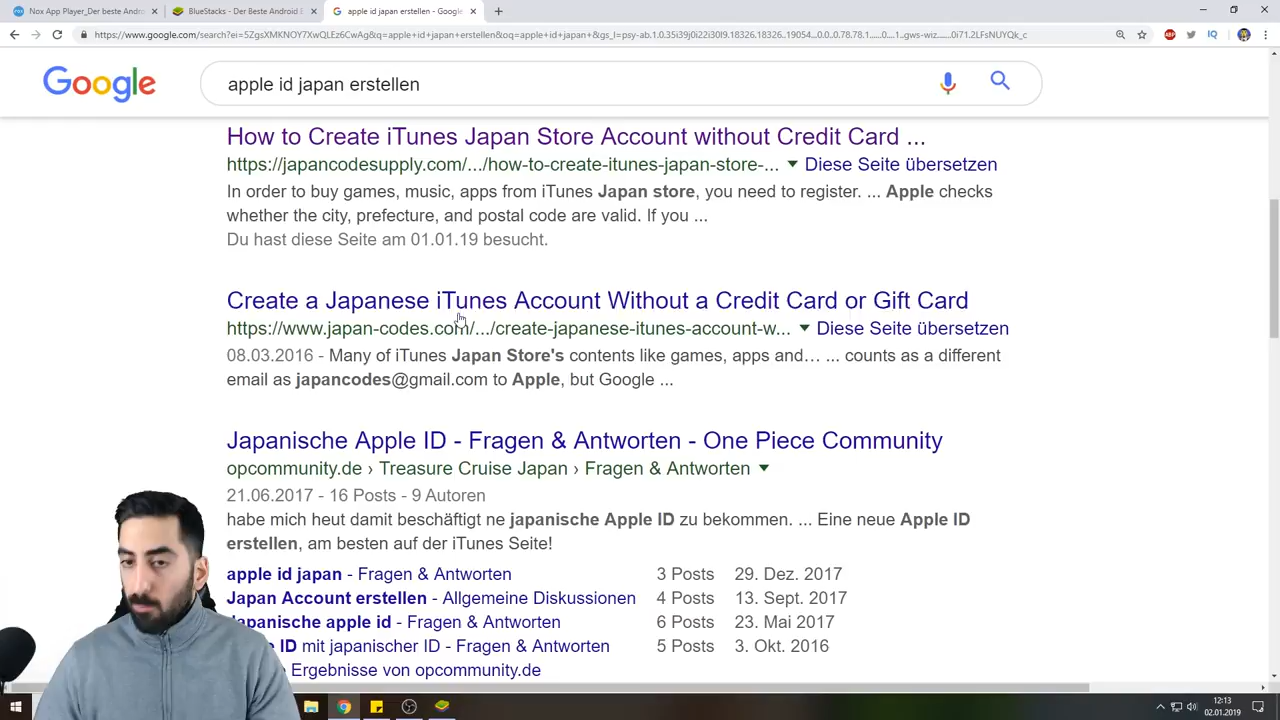 Nox App Player_Der beste Andro
BlueStacks - Der Beste Android E
apple id japan erstellen - Google
Google
apple id japan erstellen
How to Create iTunes Japan Store Account without Credit Card ...
https://japancodesupply.com/.../how-to-create-itunes-japan-store-... Diese Seite übersetzen
In order to buy games, music, apps from iTunes Japan store, you need to register. ... Apple checks
whether the city, prefecture, and postal code are valid. If you ...
Du hast diese Seite am 01.01.19 besucht.
Create a Japanese iTunes Account Without a Credit Card or Gift Card
https://www.japan-codes.com/.../create-japanese-itunes-account-w... Diese Seite übersetzen
08.03.2016 - Many of iTunes Japan Store's contents like games, apps and… ... counts as a different
email as japancodes@gmail.com to Apple, but Google ...
Japanische Apple ID - Fragen & Antworten - One Piece Community
opcommunity.de › Treasure Cruise Japan › Fragen & Antworten
21.06.2017 - 16 Posts - 9 Autoren
habe mich heut damit beschäftigt ne japanische Apple ID zu bekommen. ... Eine neue Apple ID
erstellen, am besten auf der iTunes Seite!
apple id japan - Fragen & Antworten 3 Posts 29. Dez. 2017
Japan Account erstellen - Allgemeine Diskussionen 4 Posts 13. Sept. 2017
japanische apple id - Fragen & Antworten 6 Posts 23. Mai 2017
ID mit japanischer ID - Fragen & Antworten 5 Posts 3. Okt. 2016
Ergebnisse von opcommunity.de
12:13
02.01.2019